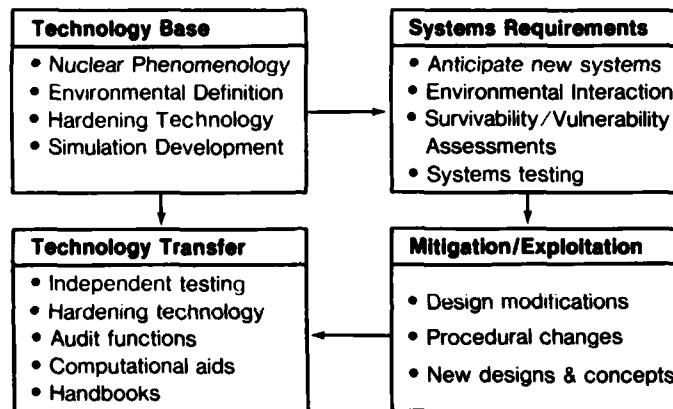 Technology Base
• Nuclear Phenomenology
• Environmental Definition
• Hardening Technology
• Simulation Development
Systems Requirements
• Anticipate new systems
• Environmental Interaction
• Survivability/Vulnerability
Assessments
• Systems testing
Technology Transfer
• Independent testing
• Hardening technology
• Audit functions
• Computational aids
• Handbooks
Mitigation/Exploitation
• Design modifications
• Procedural changes
• New designs & concepts